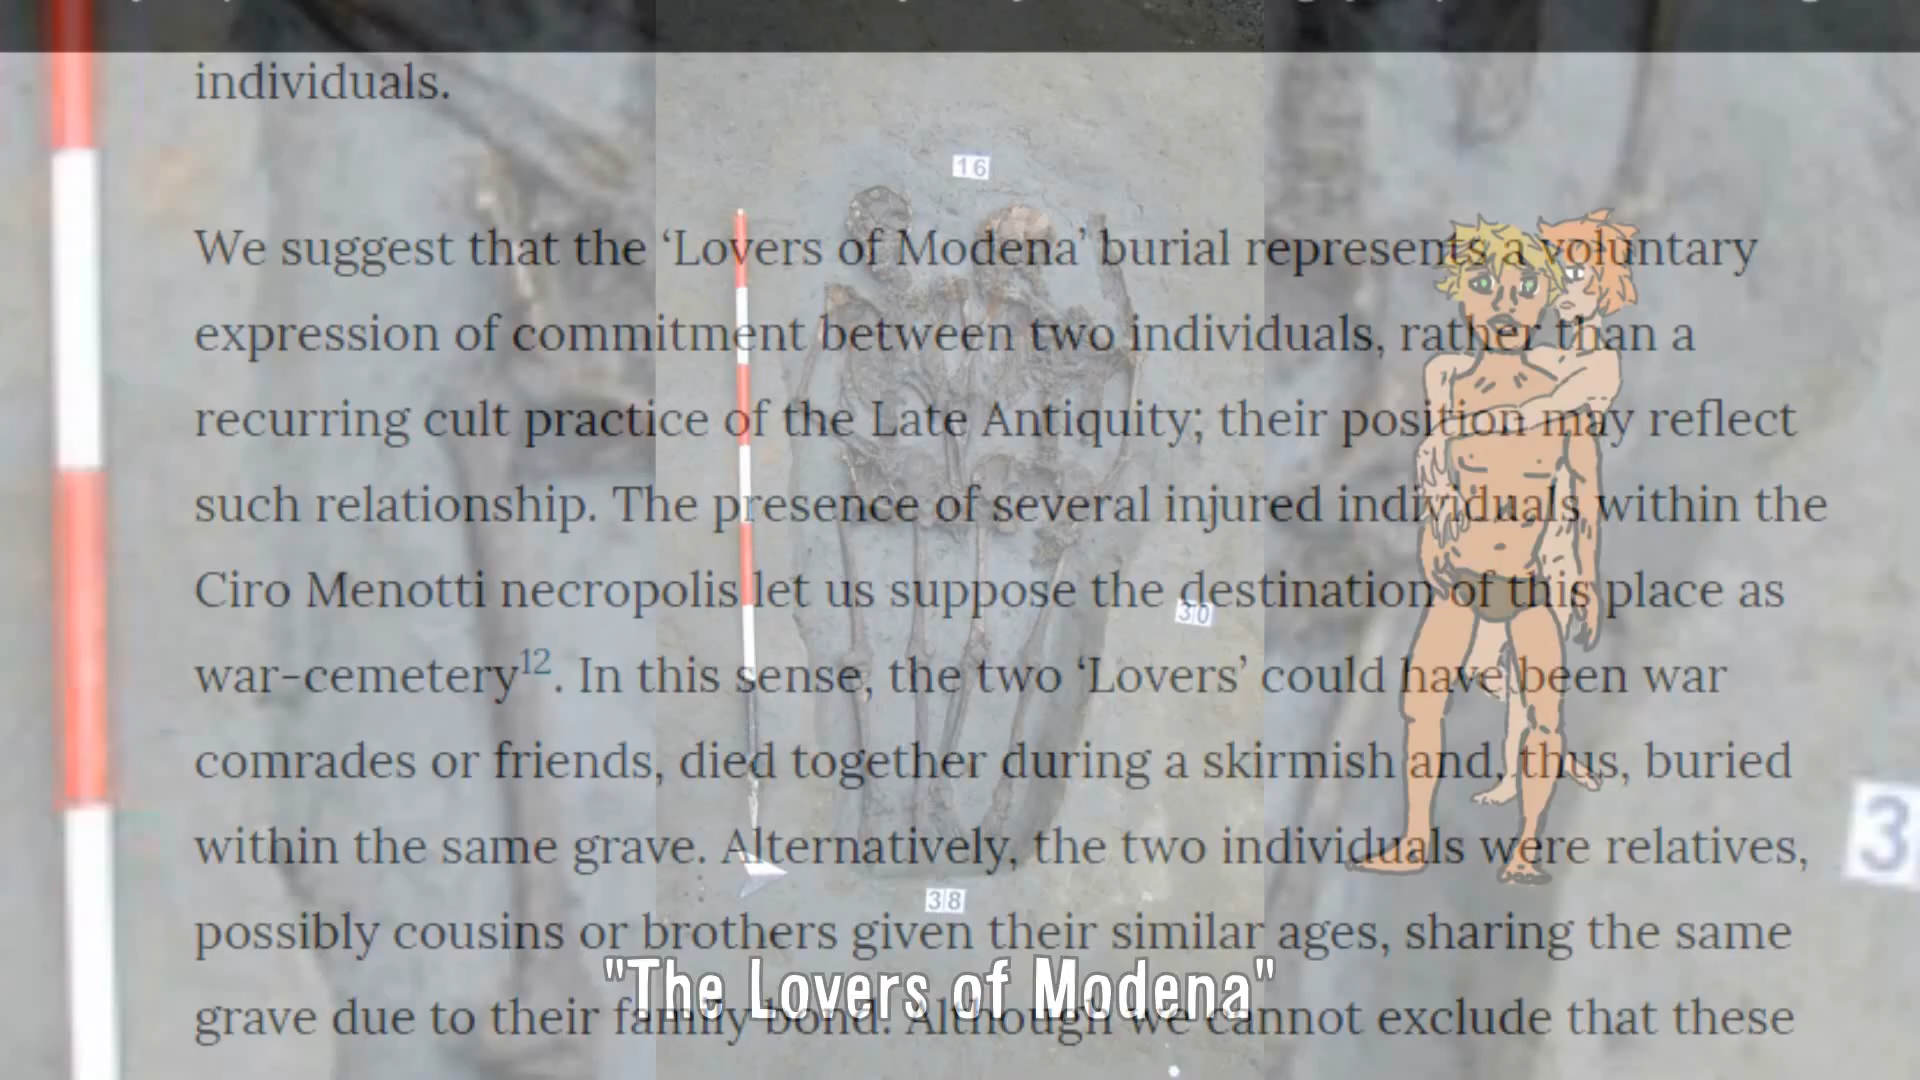 individuals.
16
We suggest that the ‘Lovers of Modena’ burial represents a voluntary
expression of commitment between two individuals, rather than a
recurring cult practice of the Late Antiquity; their position may reflect
such relationship. The presence of several injured individuals within the
Ciro Menotti necropolis let us suppose the destination of this place as
30
war-cemetery12. In this sense, the two ‘Lovers’ could have been war
comrades or friends, died together during a skirmish and, thus, buried
3
within the same grave. Alternatively, the two individuals were relatives,
38
possibly cousins or brothers given their similar ages, sharing the same
"The Lovers of Modena"
grave due to their family bond. Although we cannot exclude that these